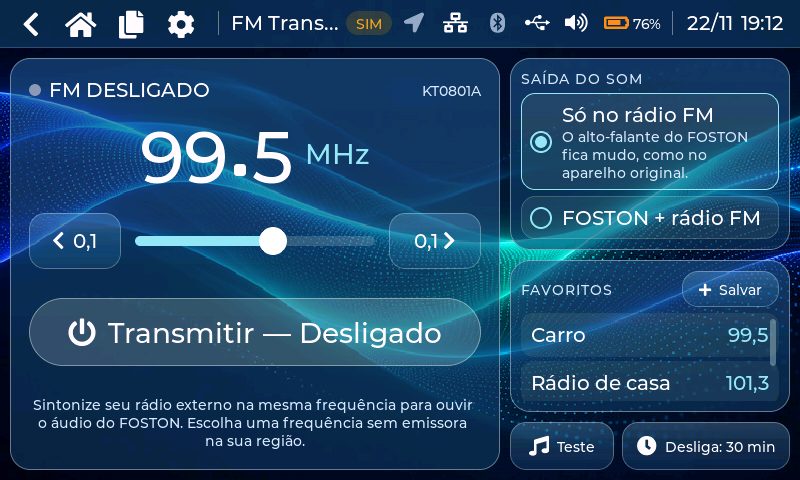 FM Trans... SIM 76% 22/11 19:12
FM DESLIGADO KT0801A
99.5 MHz
0,1 0,1
Transmitir — Desligado
Sintonize seu rádio externo na mesma frequência para ouvir
o áudio do FOSTON. Escolha uma frequência sem emissora
na sua região.
SAÍDA DO SOM
Só no rádio FM
O alto-falante do FOSTON
fica mudo, como no
aparelho original.
FOSTON + rádio FM
FAVORITOS + Salvar
Carro 99,5
Rádio de casa 101,3
Teste Desliga: 30 min